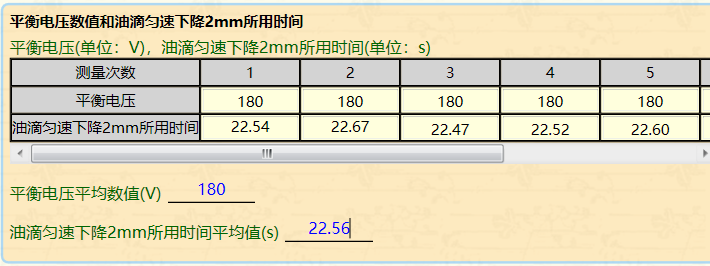 平衡电压数值和油滴匀速下降2mm所用时间
平衡电压(单位：V)，油滴匀速下降2mm所用时间(单位：s)
测量次数 1 2 3 4 5
平衡电压 180 180 180 180 180
油滴匀速下降2mm所用时间 22.54 22.67 22.47 22.52 22.60
平衡电压平均数值(V) 180
油滴匀速下降2mm所用时间平均值(s) 22.56